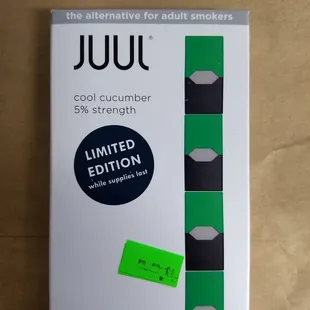 the alternative for adult smokers
JUUL
cool cucumber
5% strength
LIMITED
EDITION
while supplies last